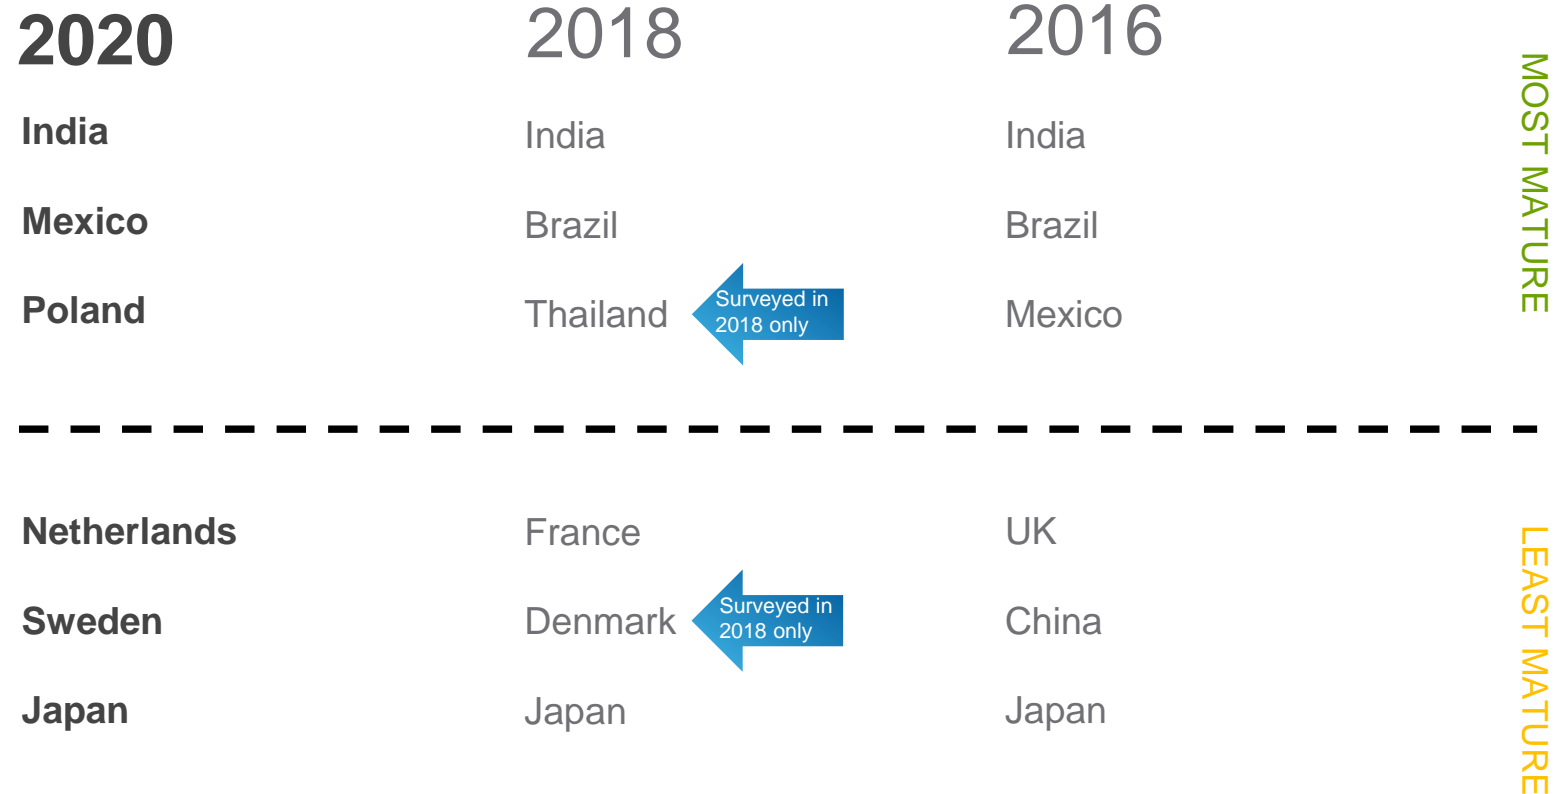 2020
2018
2016
India
India
India
Mexico
Brazil
Brazil
Poland
Thailand
Surveyed in
2018 only
Mexico
MOST MATURE
Netherlands
France
UK
Sweden
Denmark
Surveyed in
2018 only
China
Japan
Japan
Japan
LEAST MATURE